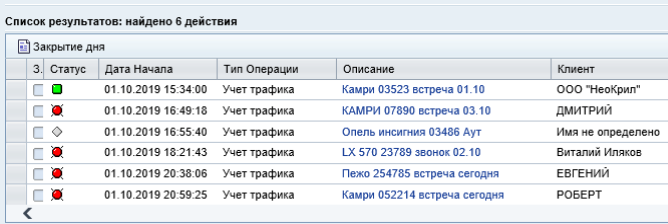 Список результатов: найдено 6 действия
Закрытие дня
З. Статус Дата Начала Тип Операции Описание Клиент
01.10.2019 15:34:00 Учет трафика Камри 03523 встреча 01.10 ООО "НеоКрил"
01.10.2019 16:49:18 Учет трафика КАМРИ 07890 встреча 03.10 ДМИТРИЙ
01.10.2019 16:55:40 Учет трафика Опель инсигния 03486 Аут Имя не определено
01.10.2019 18:21:43 Учет трафика LX 570 23789 звонок 02.10 Виталий Иляков
01.10.2019 20:38:06 Учет трафика Пежо 254785 встреча сегодня ЕВГЕНИЙ
01.10.2019 20:59:25 Учет трафика Камри 052214 встреча сегодня РОБЕРТ